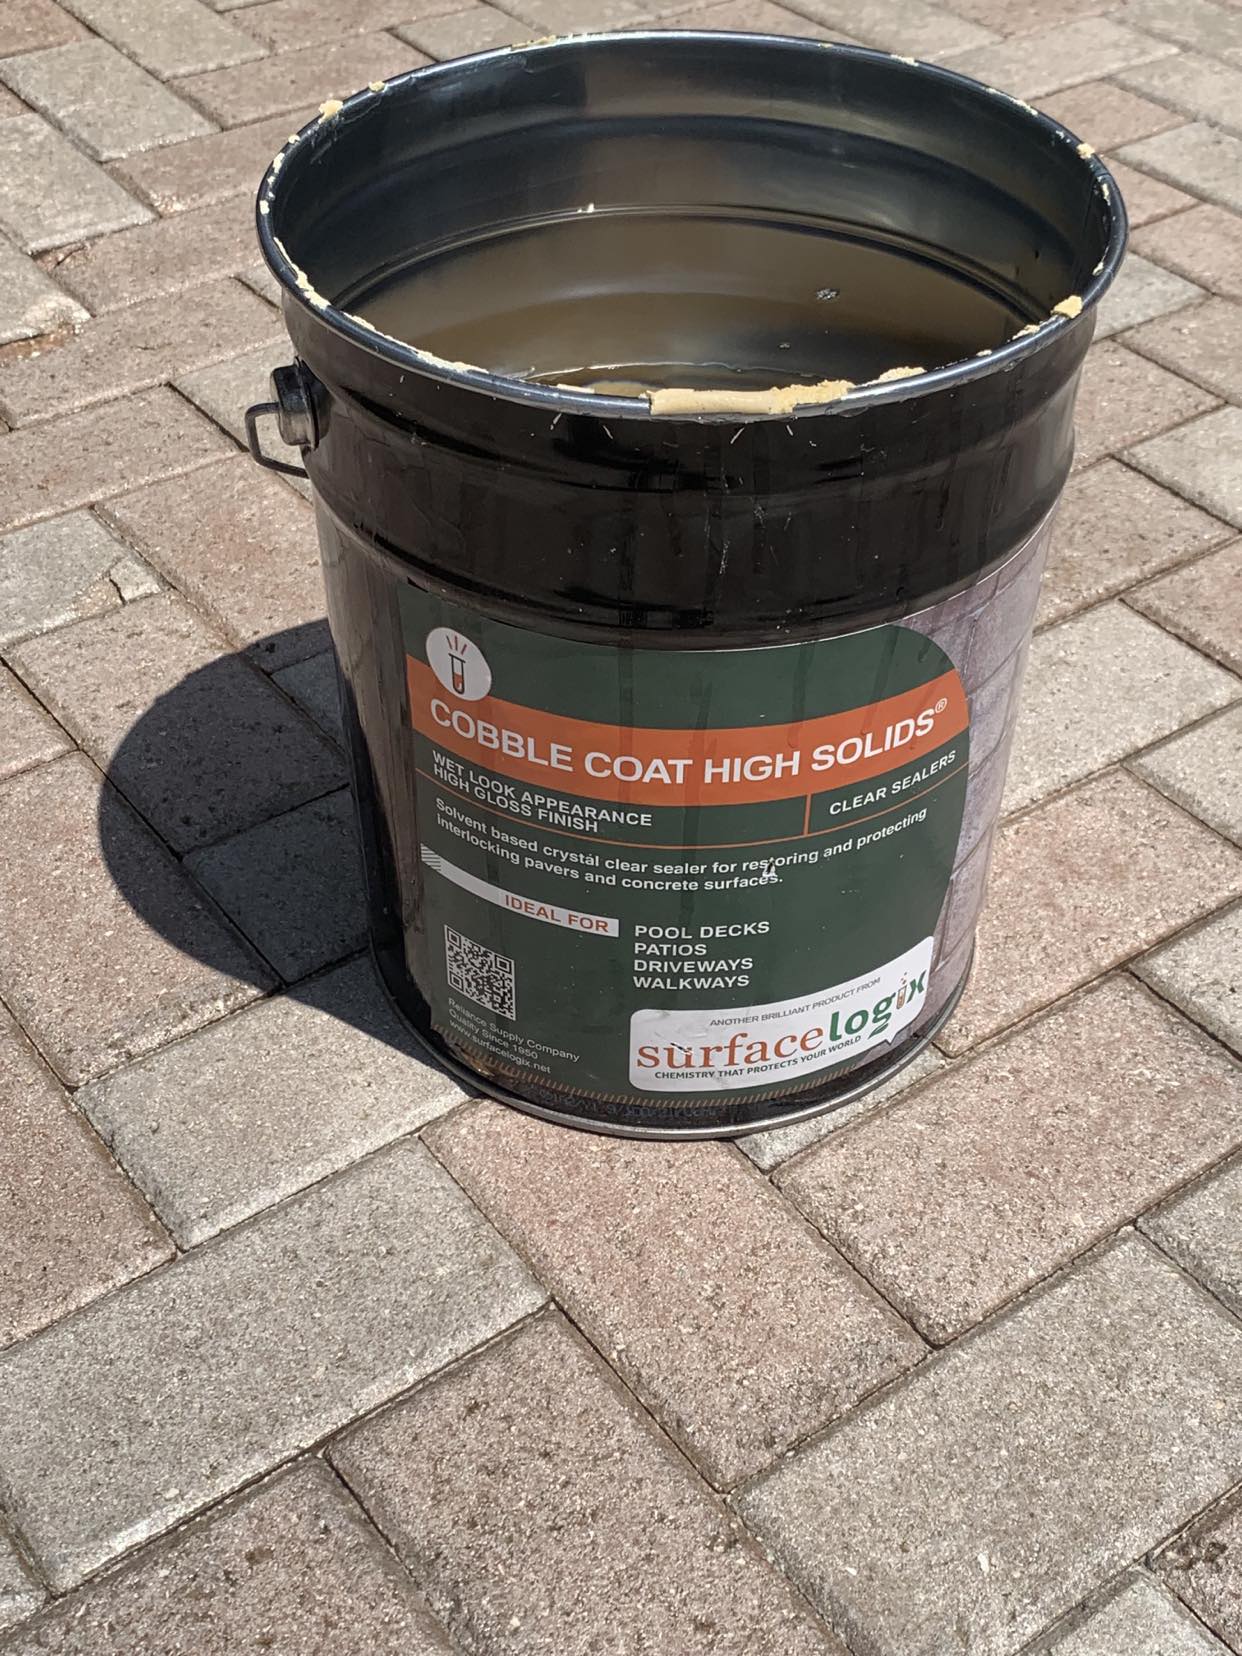 COBBLE COAT HIGH SOLIDS®
WET LOOK APPEARANCE
HIGH GLOSS FINISH
CLEAR SEALERS
Solvent based crystal clear sealer for restoring and protecting
interlocking pavers and concrete surfaces.
IDEAL FOR
POOL DECKS
PATIOS
DRIVEWAYS
WALKWAYS
Reliance Supply Company
Quality Since 1950
www.surfacelogix.net
ANOTHER BRILLIANT PRODUCT FROM
surfacelogix
CHEMISTRY THAT PROTECTS YOUR WORLD